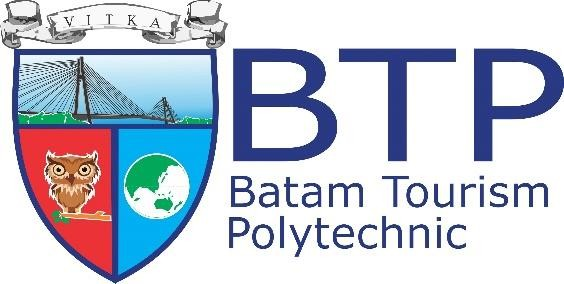 VITKA
BTP
Batam Tourism
Polytechnic